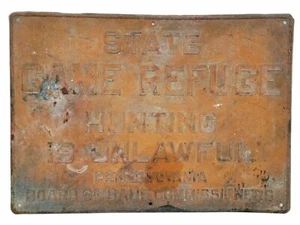 STATE
GAME REFUGE
HUNTING
IS UNLAWFUL
PENNSYLVANIA
BOARD OF GAME COMMISSIONERS